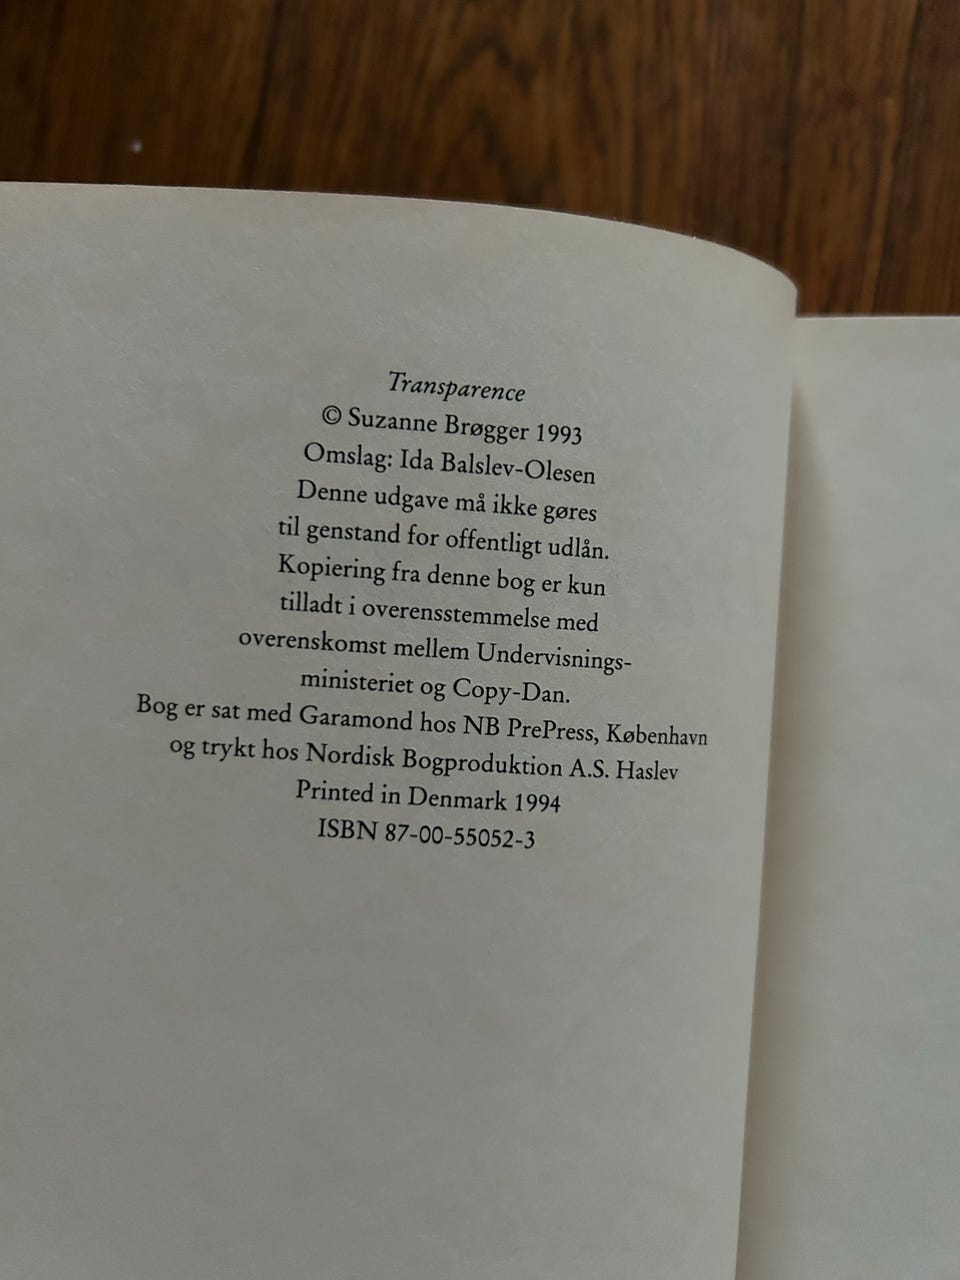 Transparence
© Suzanne Brøgger 1993
Omslag: Ida Balslev-Olesen
Denne udgave må ikke gøres
til genstand for offentligt udlån.
Kopiering fra denne bog er kun
tilladt i overensstemmelse med
overenskomst mellem Undervisnings-
ministeriet og Copy-Dan.
Bog er sat med Garamond hos NB PrePress, København
og trykt hos Nordisk Bogproduktion A.S. Haslev
Printed in Denmark 1994
ISBN 87-00-55052-3